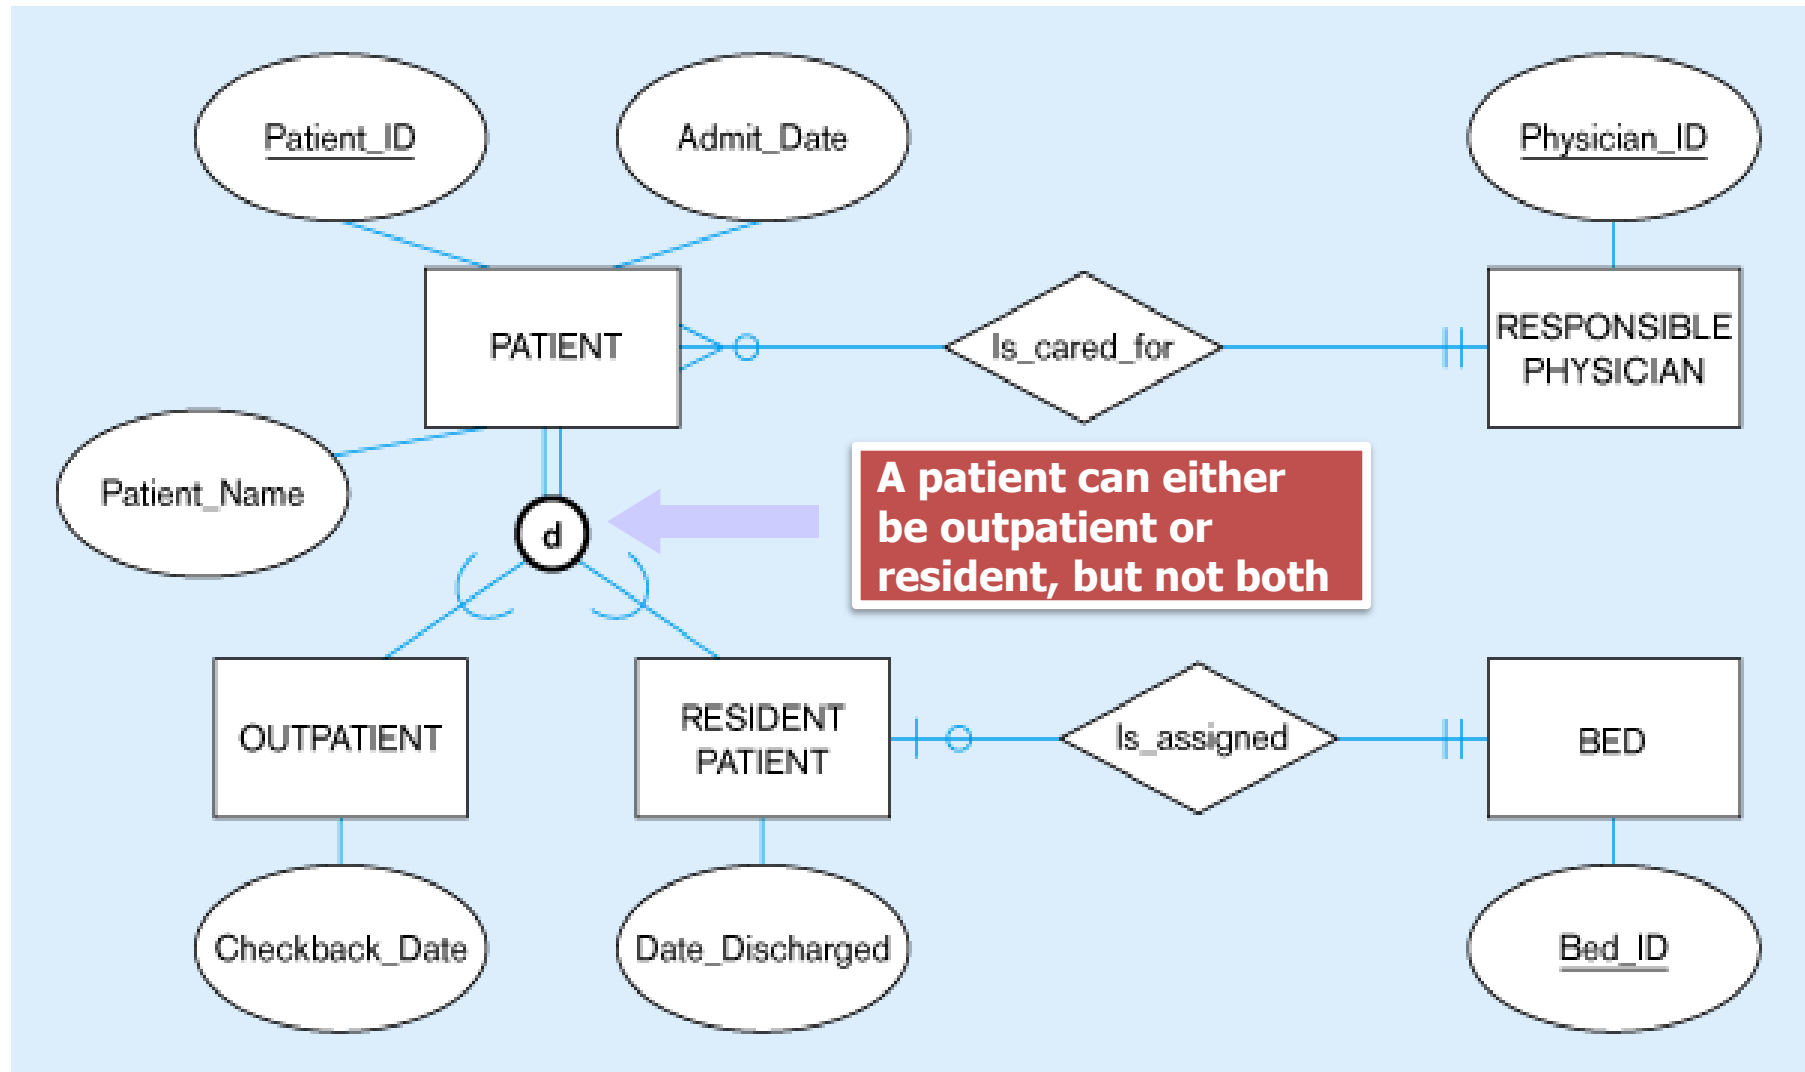 Patient_ID
Admit_Date
Physician_ID
PATIENT
Is_cared_for
RESPONSIBLE
PHYSICIAN
Patient_Name
A patient can either
be outpatient or
resident, but not both
d
OUTPATIENT
RESIDENT
PATIENT
Is_assigned
BED
Checkback_Date
Date_Discharged
Bed_ID